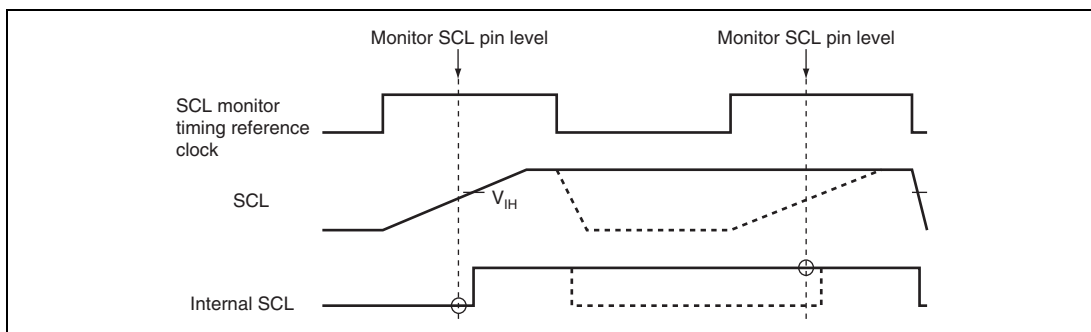 Monitor SCL pin level
Monitor SCL pin level
SCL monitor
timing reference
clock
SCL
VIH
Internal SCL